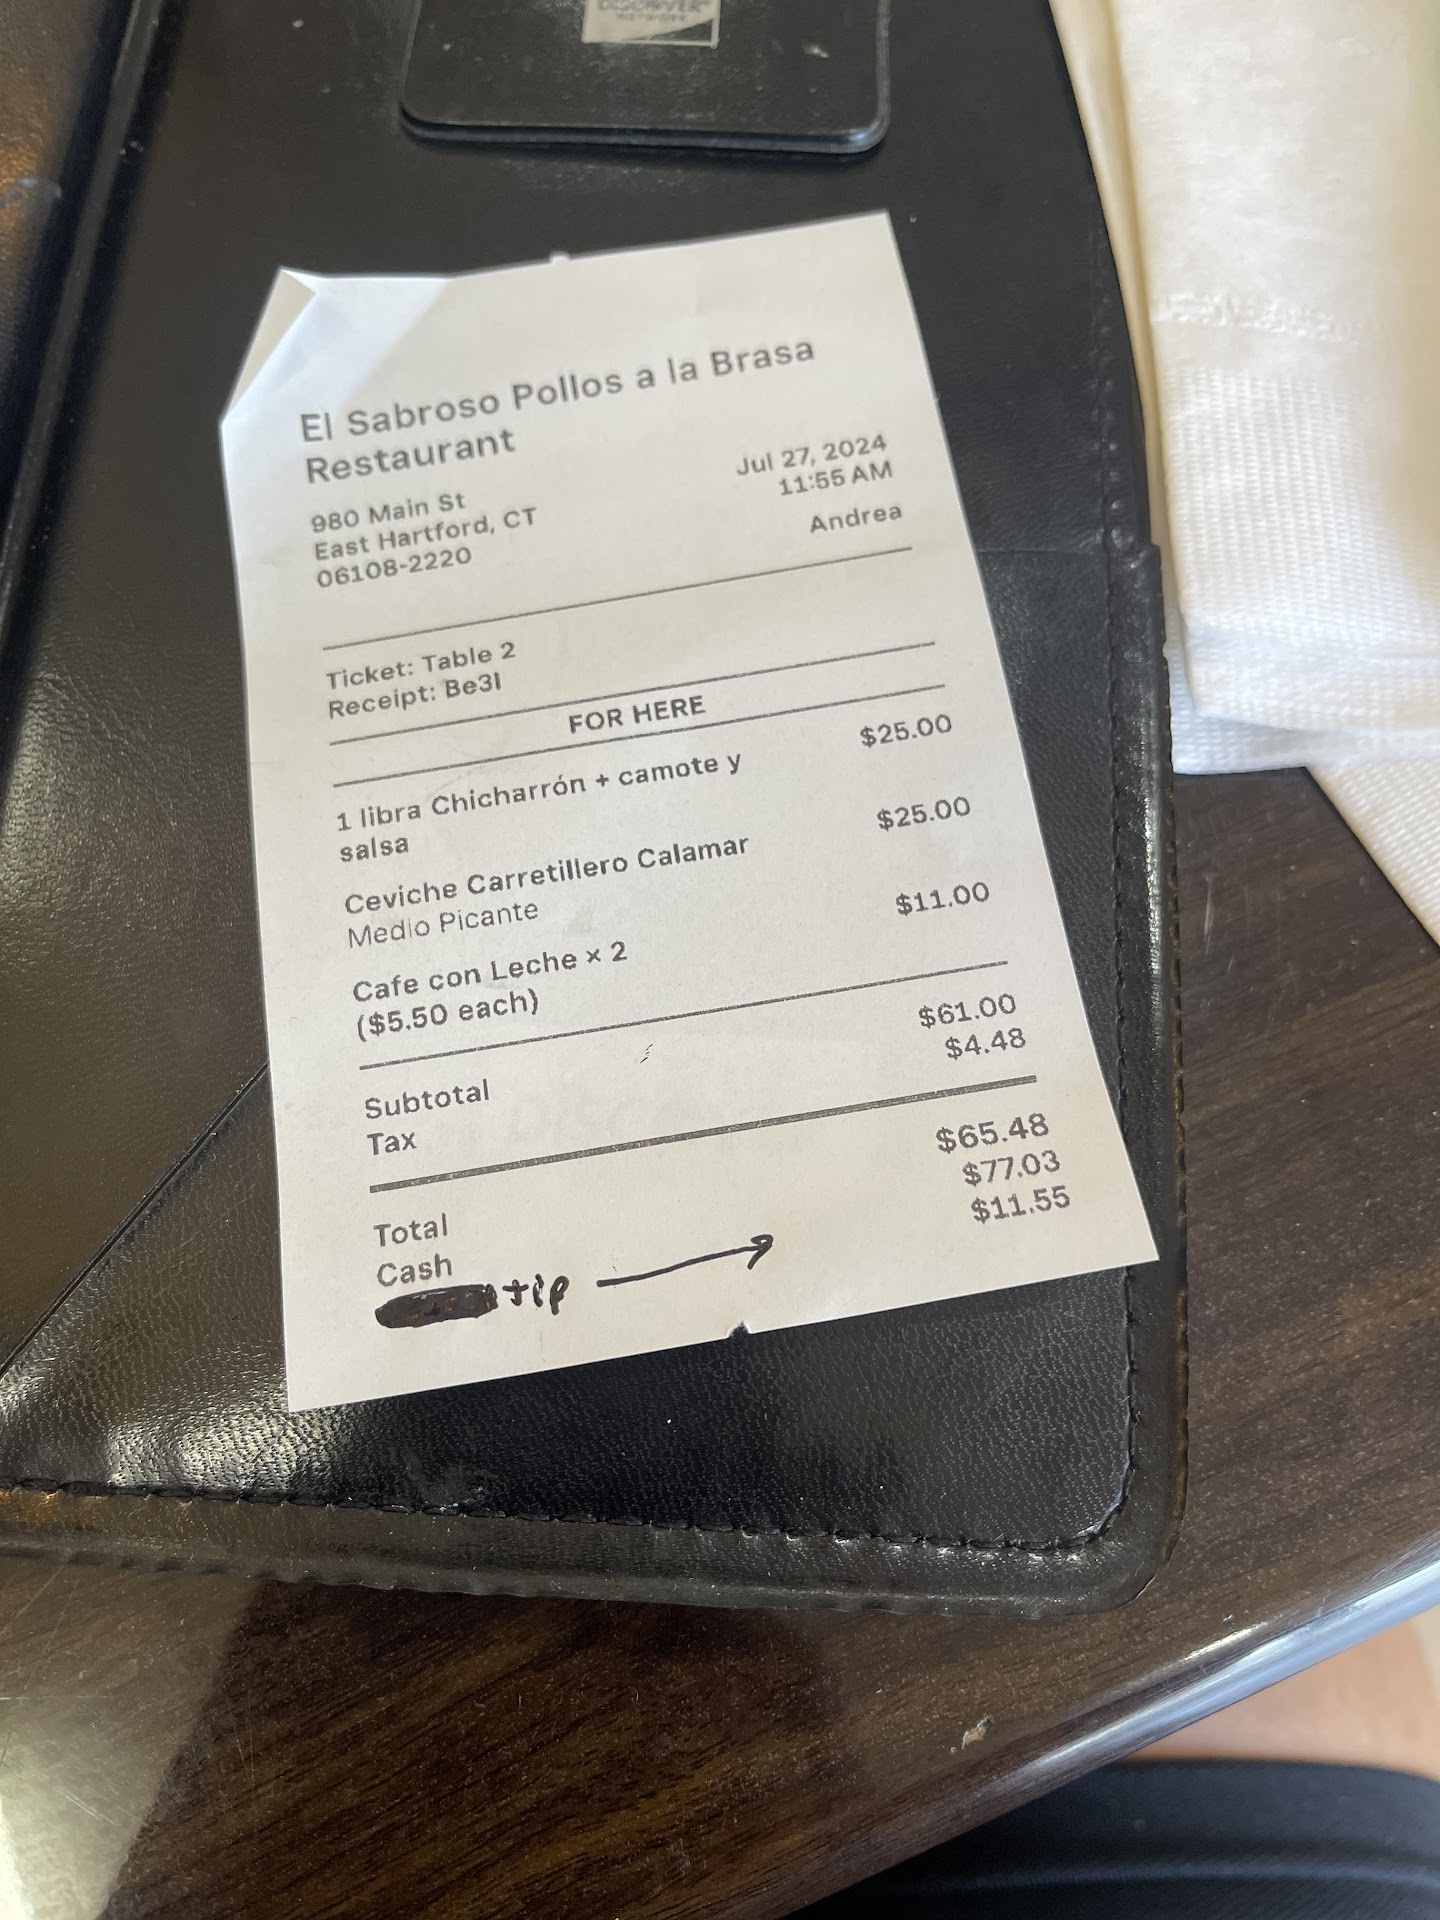 DISCOVER
NETWORK
El Sabroso Pollos a la Brasa
Restaurant
980 Main St
East Hartford, CT
06108-2220
Jul 27, 2024
11:55 AM
Andrea
Ticket: Table 2
Receipt: Be3I
FOR HERE
1 libra Chicharrón + camote y salsa $25.00
Ceviche Carretillero Calamar $25.00
Medio Picante
Cafe con Leche × 2 $11.00
($5.50 each)
Subtotal $61.00
Tax $4.48
Total $65.48
Cash $77.03
tip → $11.55